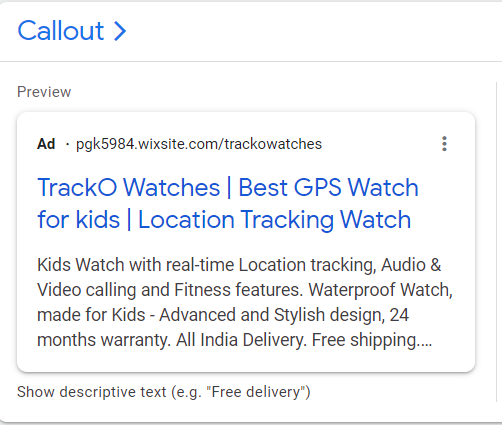 Callout >
Preview
Ad · pgk5984.wixsite.com/trackowatches
TrackO Watches | Best GPS Watch
for kids | Location Tracking Watch
Kids Watch with real-time Location tracking, Audio &
Video calling and Fitness features. Waterproof Watch,
made for Kids - Advanced and Stylish design, 24
months warranty. All India Delivery. Free shipping....
Show descriptive text (e.g. "Free delivery")